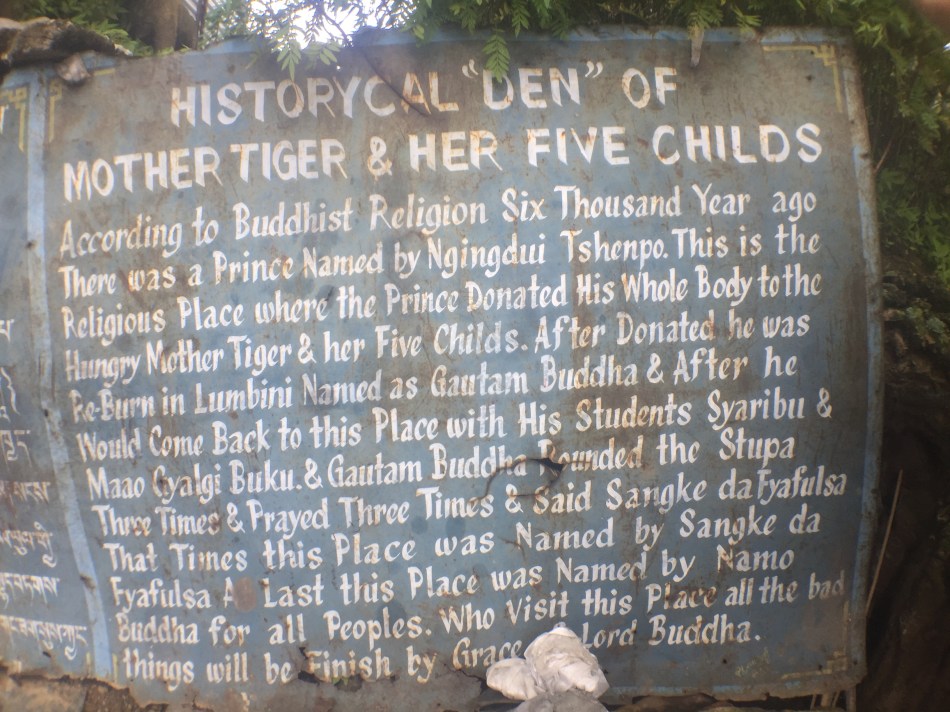 HISTORYCAL "DEN" OF
MOTHER TIGER & HER FIVE CHILDS
According to Buddhist Religion Six Thousand Year ago
There was a Prince Named by Ngingdui Tshenpo. This is the
Religious Place where the Prince Donated His Whole Body to the
Hungry Mother Tiger & her Five Childs. After Donated he was
Re-Burn in Lumbini Named as Gautam Buddha & After he
Would Come Back to this Place with His Students Syaribu &
Maao Gyalgi Buku. & Gautam Buddha Rounded the Stupa
Three Times & Prayed Three Times & Said Sangke da Fyafulsa
That Times this Place was Named by Sangke da
Fyafulsa A Last this Place was Named by Namo
Buddha for all Peoples. Who Visit this Place all the bad
things will be Finish by Grace Lord Buddha.